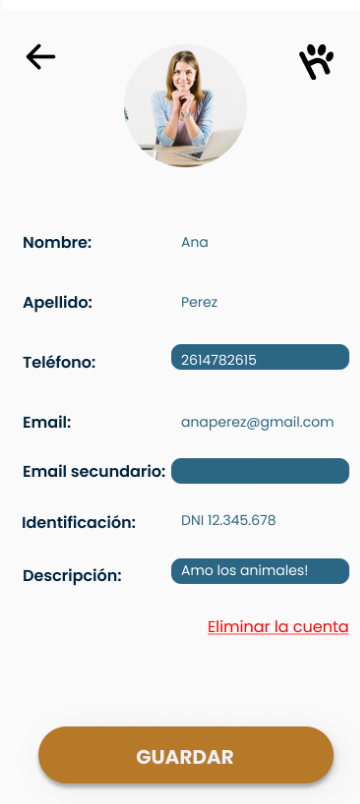 Nombre: Ana
Apellido: Perez
Teléfono: 2614782615
Email: anaperez@gmail.com
Email secundario:
Identificación: DNI 12.345.678
Descripción: Amo los animales!
Eliminar la cuenta
GUARDAR